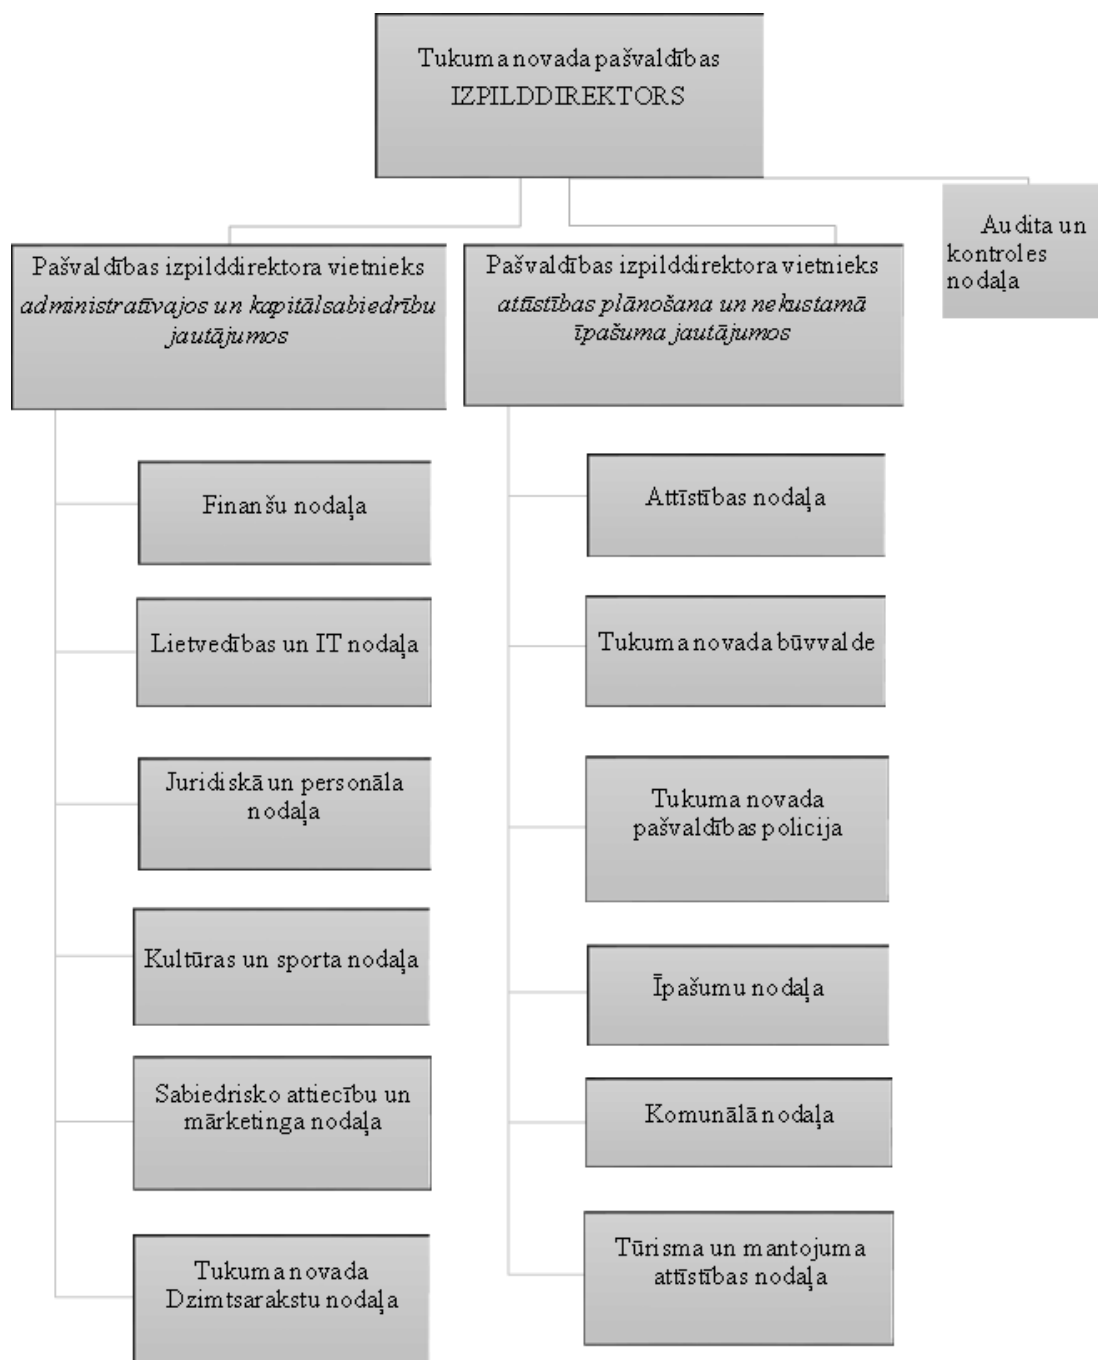 Tukuma novada pašvaldības
IZPILDDIREKTORS
Audita un
kontroles
nodaļa
Pašvaldības izpilddirektora vietnieks
administratīvajos un kapitālsabiedrību
jautājumos
Pašvaldības izpilddirektora vietnieks
attīstības plānošana un nekustamā
īpašuma jautājumos
Finanšu nodaļa
Lietvedības un IT nodaļa
Juridiskā un personāla
nodaļa
Kultūras un sporta nodaļa
Sabiedrisko attiecību un
mārketinga nodaļa
Tukuma novada
Dzimtsarakstu nodaļa
Attīstības nodaļa
Tukuma novada būvvalde
Tukuma novada
pašvaldības policija
Īpašumu nodaļa
Komunālā nodaļa
Tūrisma un mantojuma
attīstības nodaļa